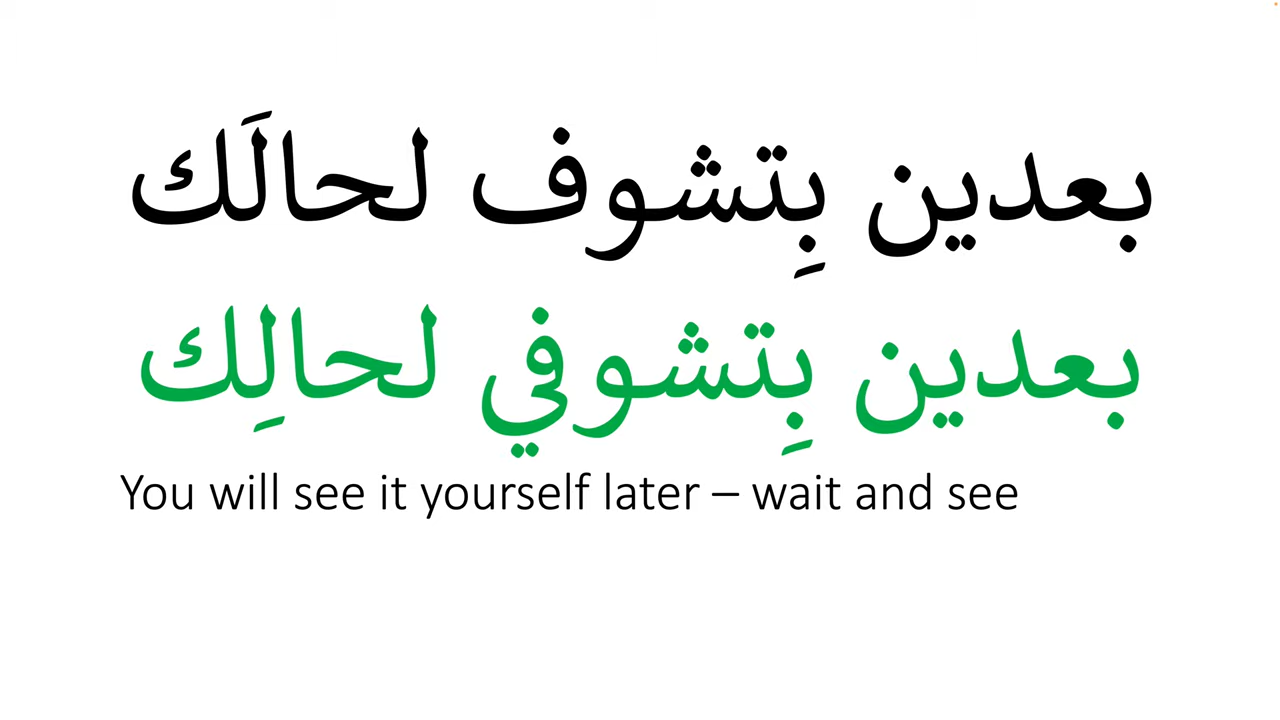 بعدين بِتشوف لحالَك
بعدين بِتشوفي لحالِك
You will see it yourself later – wait and see